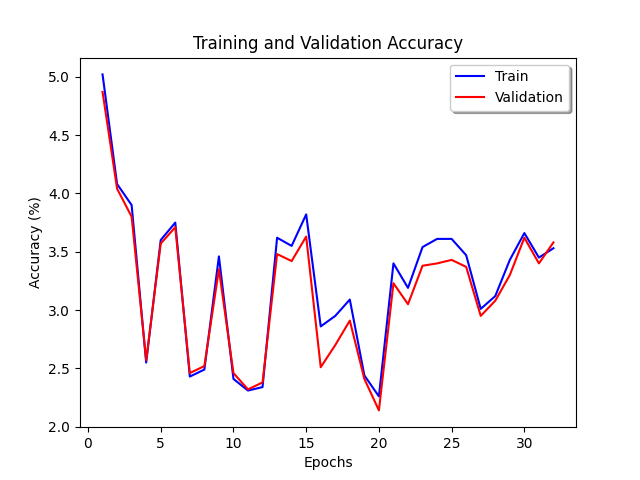 Training and Validation Accuracy
Train
Validation
Accuracy (%)
5.0
4.5
4.0
3.5
3.0
2.5
2.0
0 5 10 15 20 25 30
Epochs